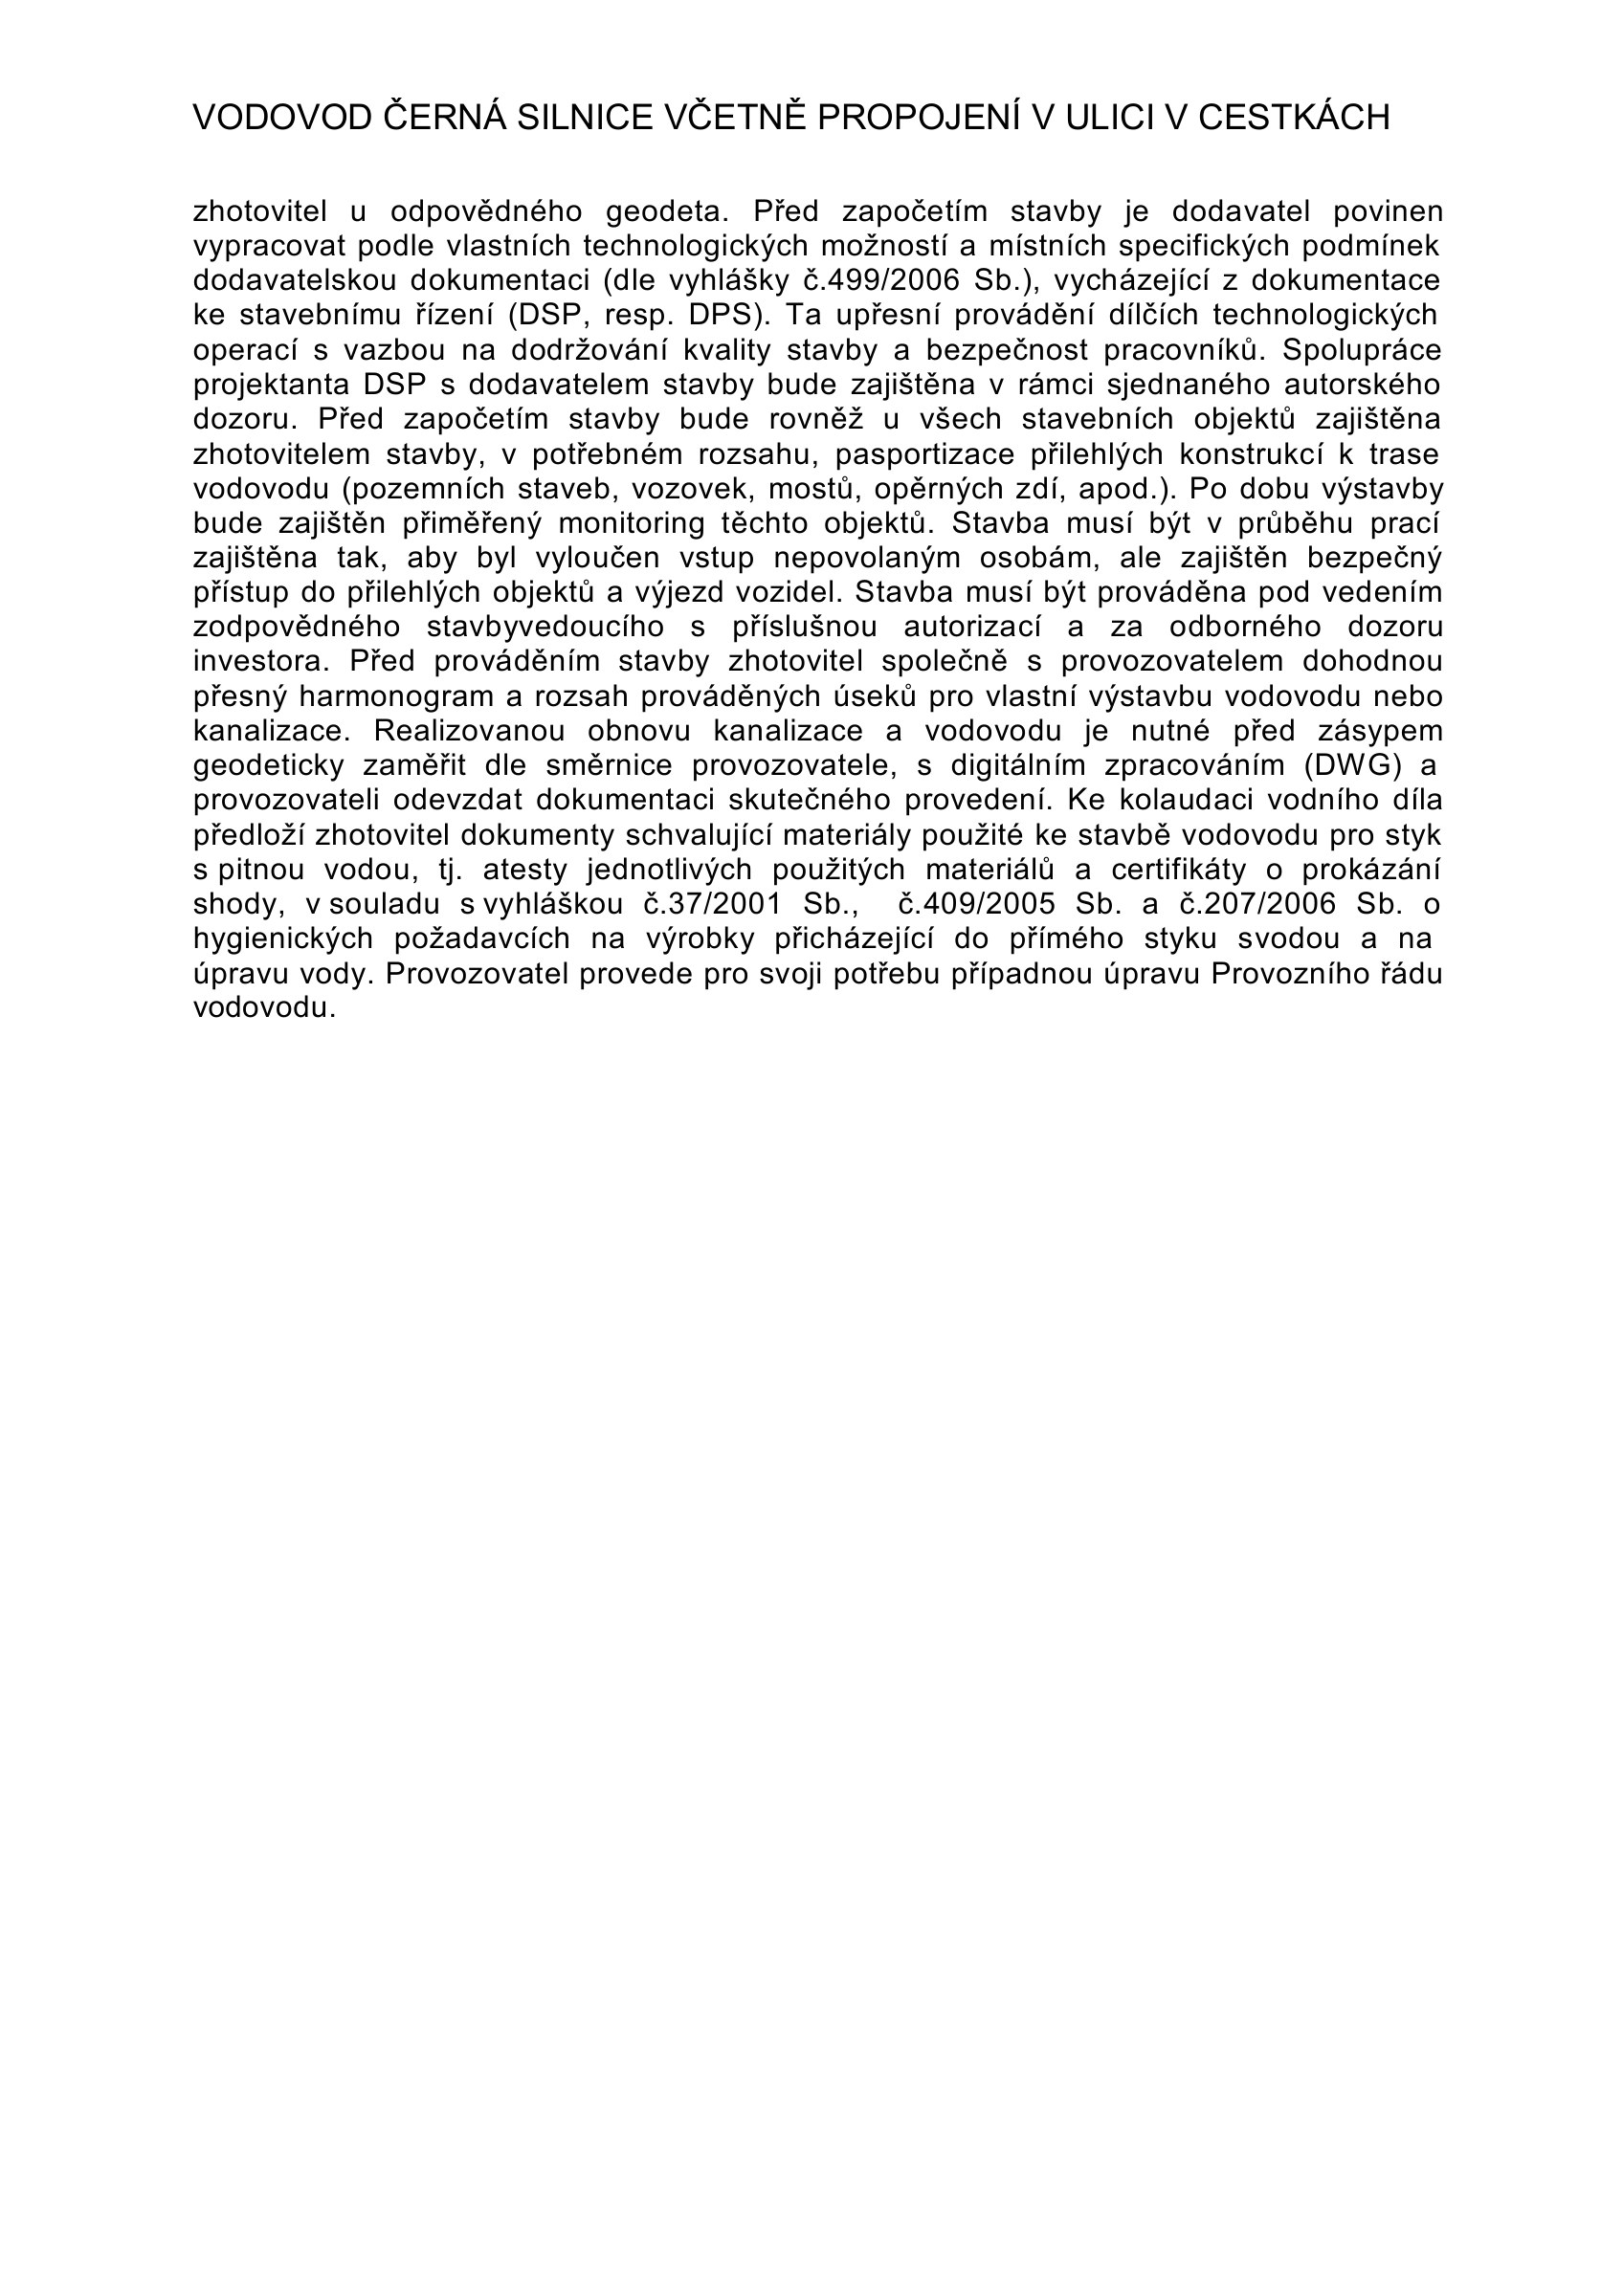 VODOVOD ČERNÁ SILNICE VČETNĚ PROPOJENÍ V ULICI V CESTKÁCH
zhotovitel u odpovědného geodeta. Před započetím stavby je dodavatel povinen
vypracovat podle vlastních technologických možností a místních specifických podmínek
dodavatelskou dokumentaci (dle vyhlášky č.499/2006 Sb.), vycházející z dokumentace
ke stavebnímu řízení (DSP, resp. DPS). Ta upřesní provádění dílčích technologických
operací s vazbou na dodržování kvality stavby a bezpečnost pracovníků. Spolupráce
projektanta DSP s dodavatelem stavby bude zajištěna v rámci sjednaného autorského
dozoru. Před započetím stavby bude rovněž u všech stavebních objektů zajištěna
zhotovitelem stavby, v potřebném rozsahu, pasportizace přilehlých konstrukcí k trase
vodovodu (pozemních staveb, vozovek, mostů, opěrných zdí, apod.). Po dobu výstavby
bude zajištěn přiměřený monitoring těchto objektů. Stavba musí být v průběhu prací
zajištěna tak, aby byl vyloučen vstup nepovolaným osobám, ale zajištěn bezpečný
přístup do přilehlých objektů a výjezd vozidel. Stavba musí být prováděna pod vedením
zodpovědného stavbyvedoucího s příslušnou autorizací a za odborného dozoru
investora. Před prováděním stavby zhotovitel společně s provozovatelem dohodnou
přesný harmonogram a rozsah prováděných úseků pro vlastní výstavbu vodovodu nebo
kanalizace. Realizovanou obnovu kanalizace a vodovodu je nutné před zásypem
geodeticky zaměřit dle směrnice provozovatele, s digitálním zpracováním (DWG) a
provozovateli odevzdat dokumentaci skutečného provedení. Ke kolaudaci vodního díla
předloží zhotovitel dokumenty schvalující materiály použité ke stavbě vodovodu pro styk
s pitnou vodou, tj. atesty jednotlivých použitých materiálů a certifikáty o prokázání
shody, v souladu s vyhláškou č.37/2001 Sb., č.409/2005 Sb. a č.207/2006 Sb. o
hygienických požadavcích na výrobky přicházející do přímého styku svodou a na
úpravu vody. Provozovatel provede pro svoji potřebu případnou úpravu Provozního řádu
vodovodu.